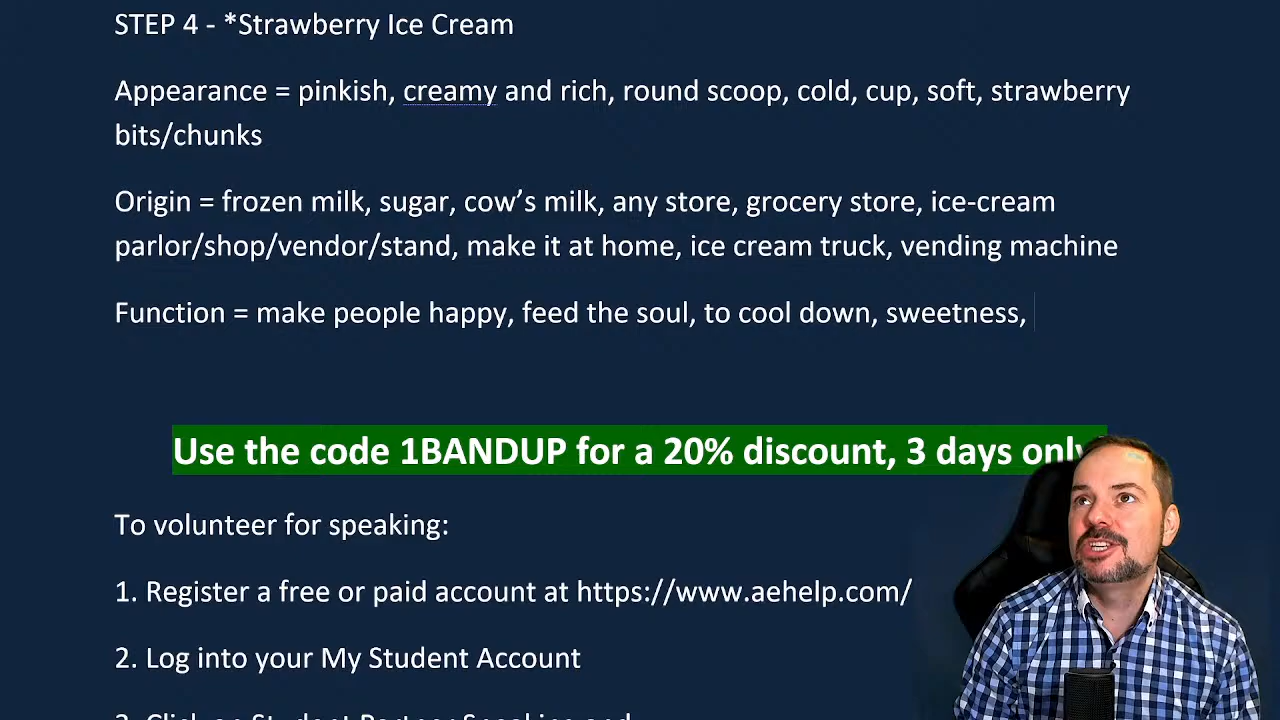 STEP 4 - *Strawberry Ice Cream
Appearance = pinkish, creamy and rich, round scoop, cold, cup, soft, strawberry
bits/chunks
Origin = frozen milk, sugar, cow’s milk, any store, grocery store, ice-cream
parlor/shop/vendor/stand, make it at home, ice cream truck, vending machine
Function = make people happy, feed the soul, to cool down, sweetness,
Use the code 1BANDUP for a 20% discount, 3 days only
To volunteer for speaking:
1. Register a free or paid account at https://www.aehelp.com/
2. Log into your My Student Account